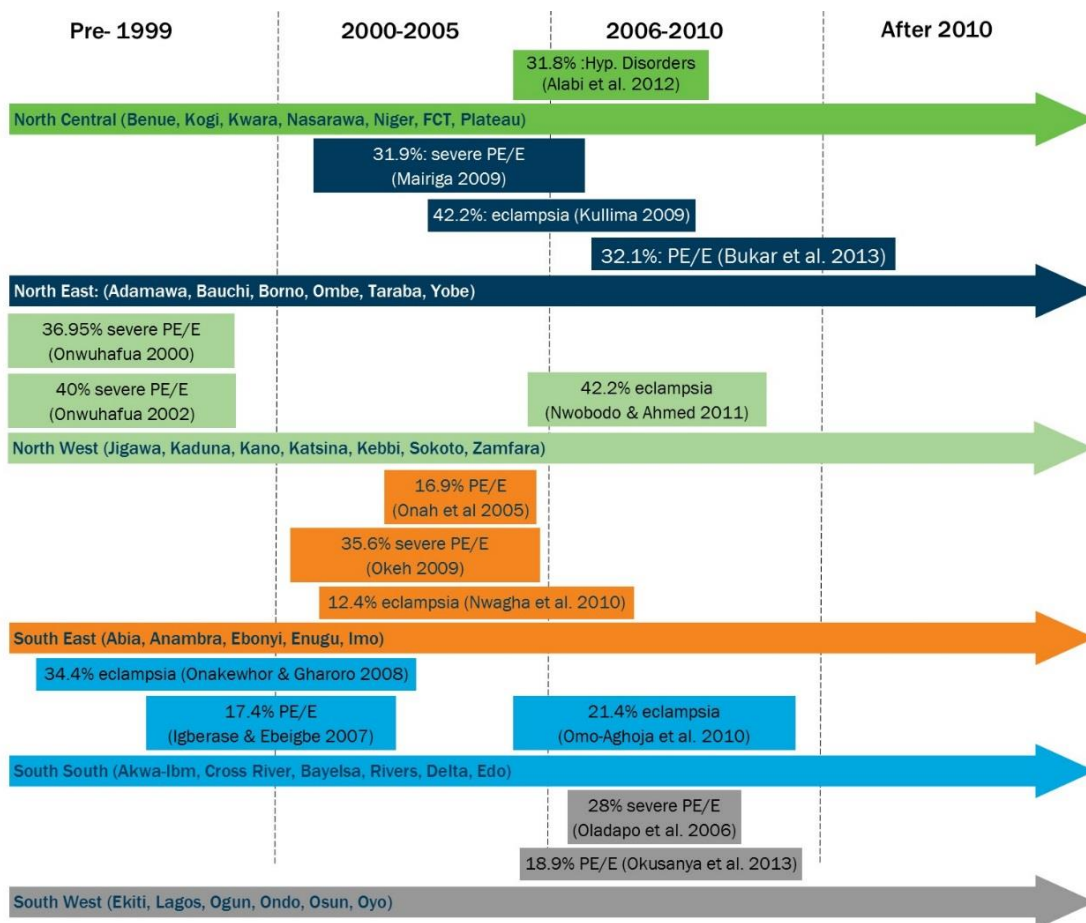 Pre- 1999
2000-2005
2006-2010
After 2010
31.8% :Hyp. Disorders
(Alabi et al. 2012)
North Central (Benue, Kogi, Kwara, Nasarawa, Niger, FCT, Plateau)
31.9%: severe PE/E
(Mairiga 2009)
42.2%: eclampsia (Kullima 2009)
32.1%: PE/E (Bukar et al. 2013)
North East: (Adamawa, Bauchi, Borno, Ombe, Taraba, Yobe)
36.95% severe PE/E
(Onwuhafua 2000)
40% severe PE/E
(Onwuhafua 2002)
42.2% eclampsia
(Nwobodo & Ahmed 2011)
North West (Jigawa, Kaduna, Kano, Katsina, Kebbi, Sokoto, Zamfara)
16.9% PE/E
(Onah et al 2005)
35.6% severe PE/E
(Okeh 2009)
12.4% eclampsia (Nwagha et al. 2010)
South East (Abia, Anambra, Ebonyi, Enugu, Imo)
34.4% eclampsia (Onakewhor & Gharoro 2008)
17.4% PE/E
(Igberase & Ebeigbe 2007)
21.4% eclampsia
(Omo-Aghoja et al. 2010)
South South (Akwa-Ibm, Cross River, Bayelsa, Rivers, Delta, Edo)
28% severe PE/E
(Oladapo et al. 2006)
18.9% PE/E (Okusanya et al. 2013)
South West (Ekiti, Lagos, Ogun, Ondo, Osun, Oyo)